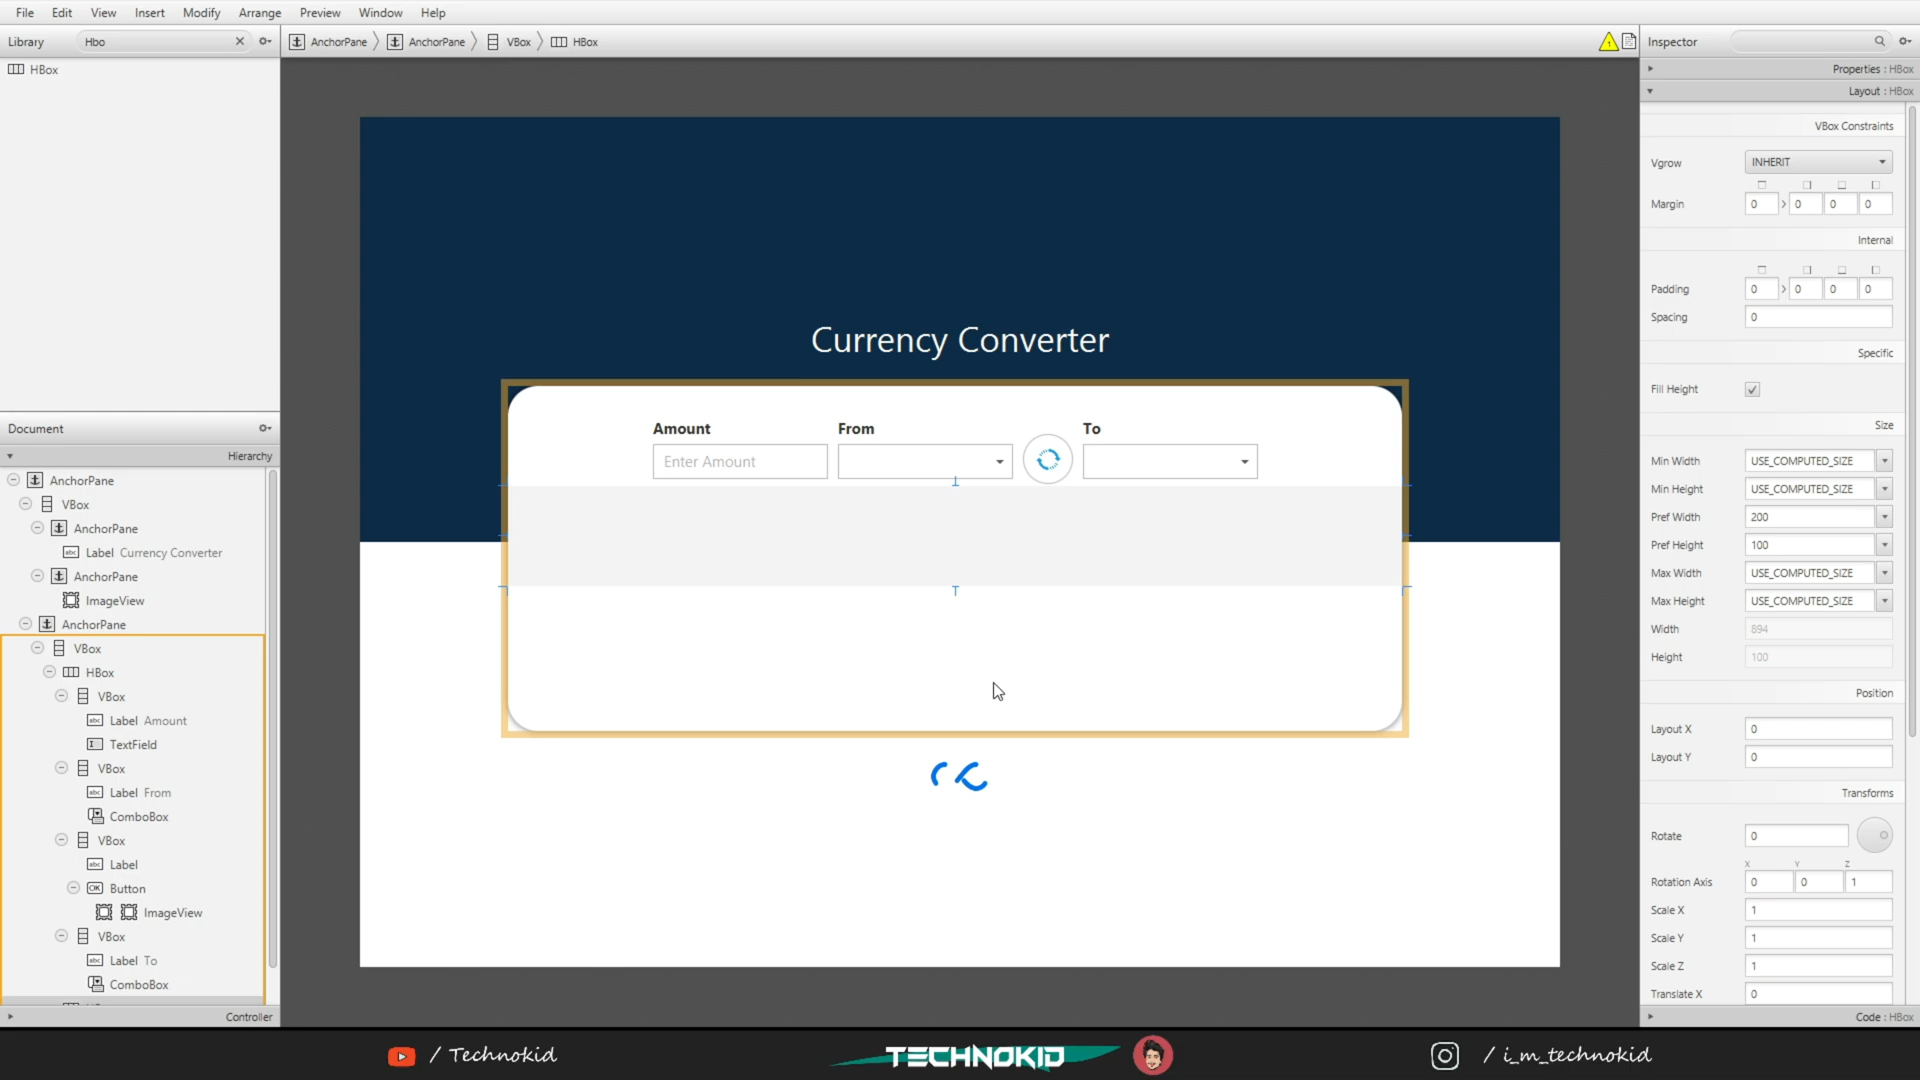 File Edit View Insert Modify Arrange Preview Window Help
Library Hbo
AnchorPane AnchorPane VBox HBox
Inspector
HBox
Properties : HBox
Layout : HBox
VBox Constraints
Vgrow INHERIT
Margin 0 0 0 0
Internal
Padding 0 0 0 0
Spacing 0
Specific
Fill Height
Size
Min Width USE_COMPUTED_SIZE
Min Height USE_COMPUTED_SIZE
Pref Width 200
Pref Height 100
Max Width USE_COMPUTED_SIZE
Max Height USE_COMPUTED_SIZE
Width 894
Height 100
Position
Layout X 0
Layout Y 0
Transforms
Rotate 0
X Y Z
Rotation Axis 0 0 1
Scale X 1
Scale Y 1
Scale Z 1
Translate X 0
Code : HBox
Currency Converter
Amount From To
Enter Amount
Document
Hierarchy
AnchorPane
VBox
AnchorPane
abc Label Currency Converter
AnchorPane
ImageView
AnchorPane
VBox
HBox
VBox
abc Label Amount
TextField
VBox
abc Label From
ComboBox
VBox
abc Label
OK Button
ImageView
VBox
abc Label To
ComboBox
Controller
/ Technokid
TECHNOKID
/ i_m_technokid